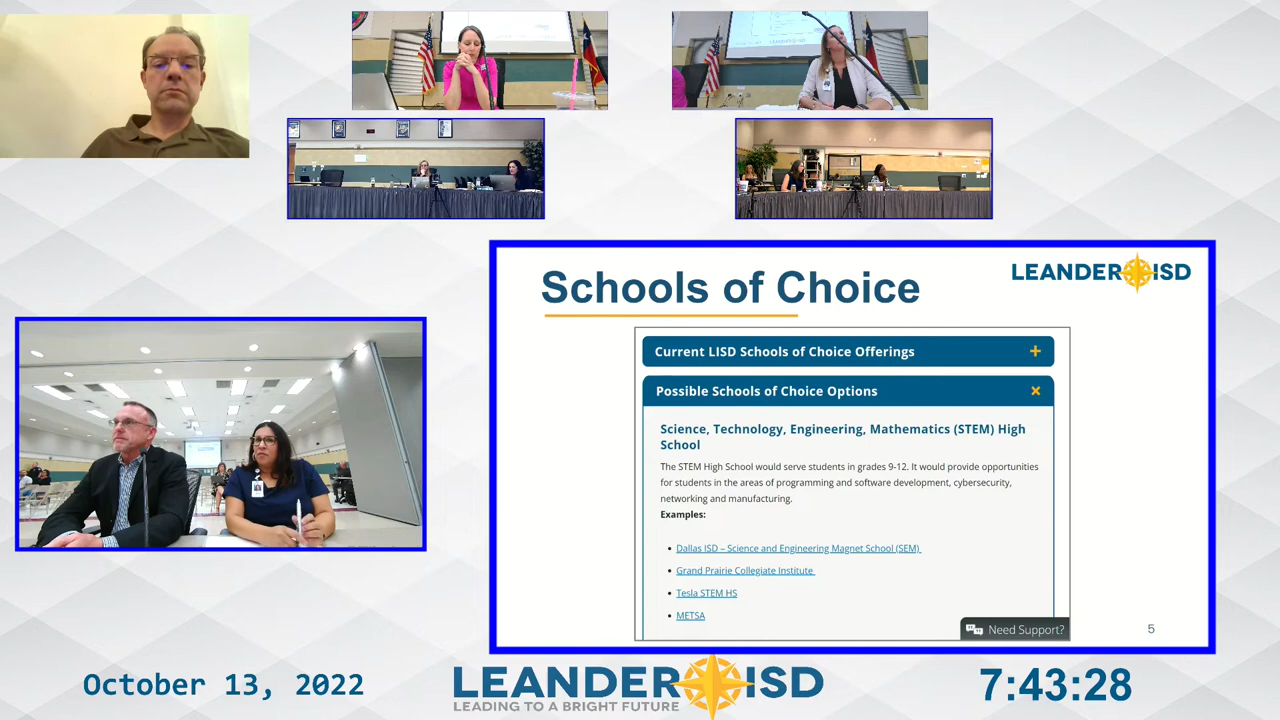 LEANDER ISD
Schools of Choice
Current LISD Schools of Choice Offerings +
Possible Schools of Choice Options ×
Science, Technology, Engineering, Mathematics (STEM) High
School
The STEM High School would serve students in grades 9-12. It would provide opportunities
for students in the areas of programming and software development, cybersecurity,
networking and manufacturing.
Examples:
• Dallas ISD – Science and Engineering Magnet School (SEM)
• Grand Prairie Collegiate Institute
• Tesla STEM HS
• METSA
Need Support?
5
October 13, 2022
LEANDER ISD
LEADING TO A BRIGHT FUTURE
7:43:28